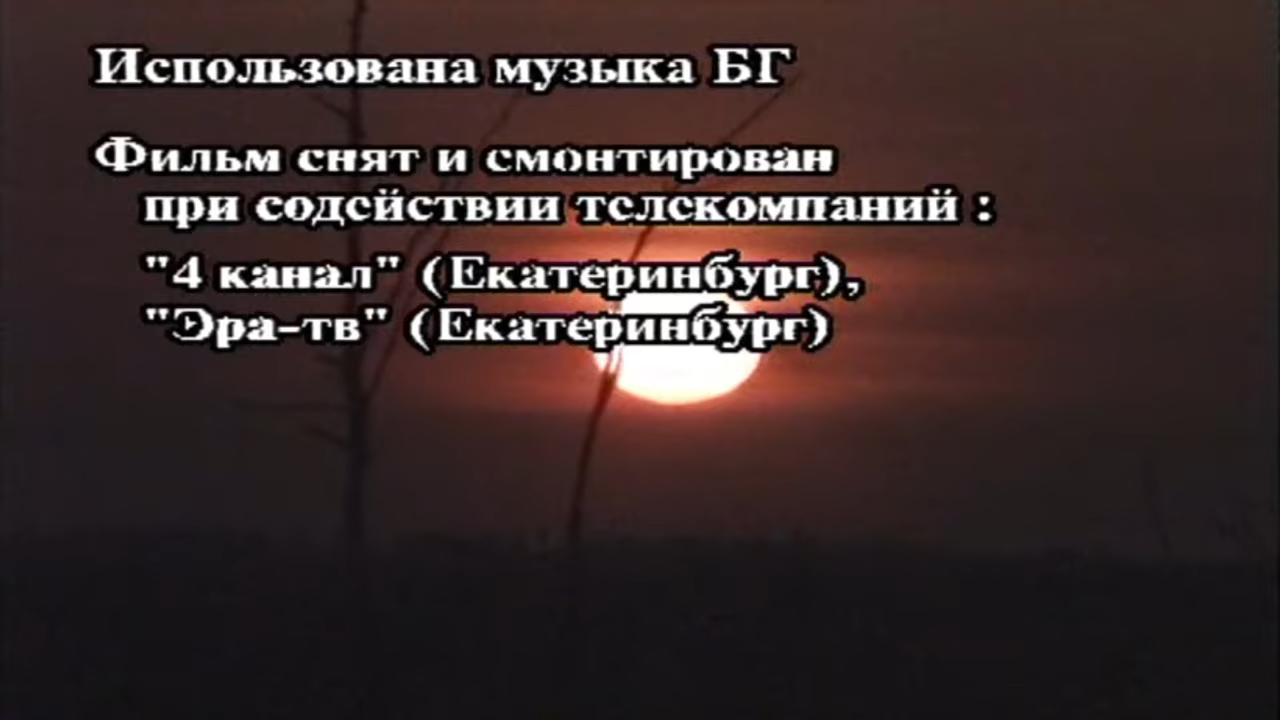 Использована музыка БГ
Фильм снят и смонтирован
при содействии телекомпаний :
"4 канал" (Екатеринбург),
"Эра-тв" (Екатеринбург)